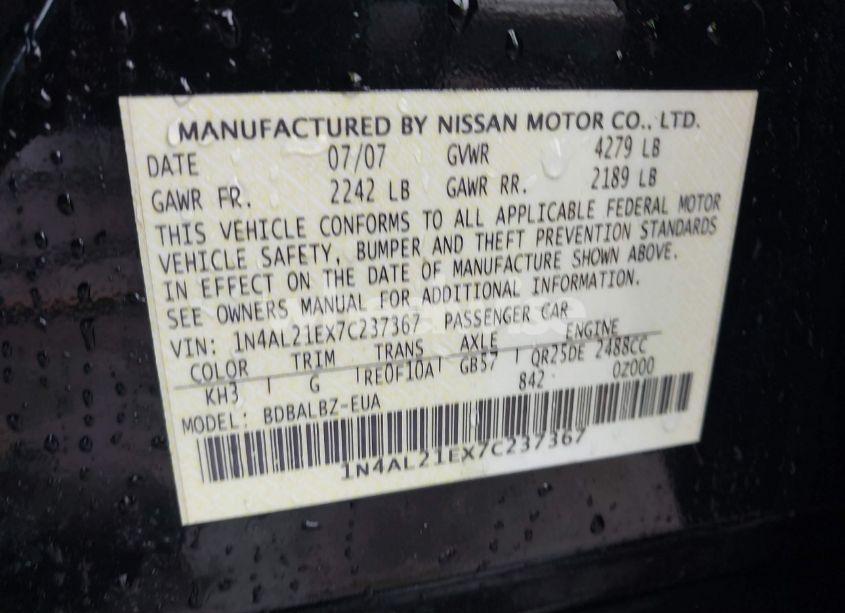 MANUFACTURED BY NISSAN MOTOR CO., LTD.
DATE 07/07 GVWR 4279 LB
GAWR FR. 2242 LB GAWR RR. 2189 LB
THIS VEHICLE CONFORMS TO ALL APPLICABLE FEDERAL MOTOR
VEHICLE SAFETY, BUMPER AND THEFT PREVENTION STANDARDS
IN EFFECT ON THE DATE OF MANUFACTURE SHOWN ABOVE.
SEE OWNERS MANUAL FOR ADDITIONAL INFORMATION.
VIN: 1N4AL21EX7C237367 PASSENGER CAR
COLOR TRIM TRANS AXLE ENGINE
KH3 G RE0F10A GB57 QR25DE 2488CC
842 0Z000
MODEL: BDBALBZ-EUA
1N4AL21EX7C237367